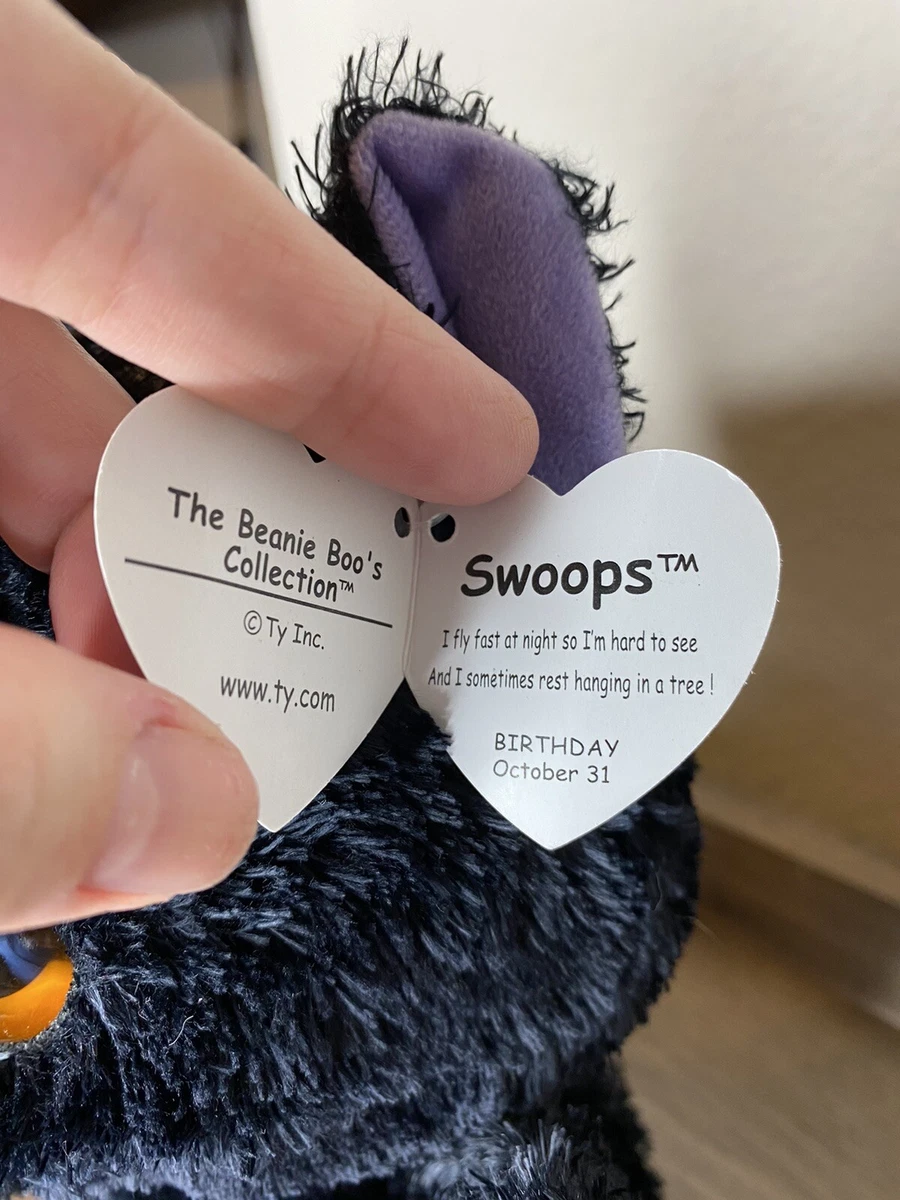 The Beanie Boo's
Collection™
© Ty Inc.
www.ty.com
Swoops™
I fly fast at night so I'm hard to see
And I sometimes rest hanging in a tree !
BIRTHDAY
October 31